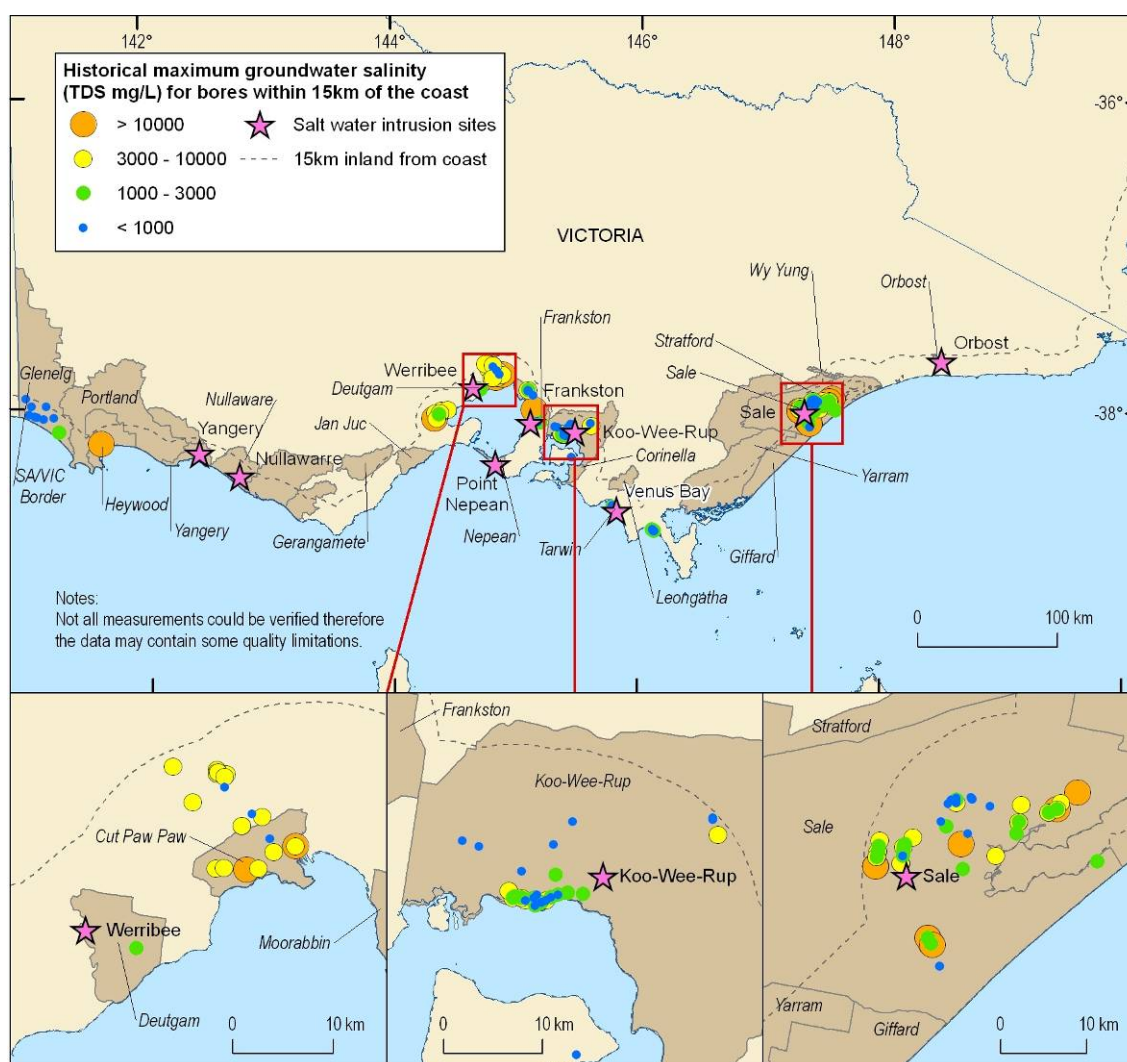 142
144
146
148
Historical maximum groundwater salinity
(TDS mg/L) for bores within 15km of the coast
> 10000
Salt water intrusion sites
3000 - 10000
15km inland from coast
1000 - 3000
< 1000
-36
VICTORIA
Wy Yung
Orbost
Frankston
Stratford
Orbost
Werribee
Sale
Glenelg
Deutgam
Portland
Nullaware
Frankston
Sale
-38
Yangery
Jan Juc
Koo-Wee-Rup
Nullawarre
Corinella
Yarram
SA/VIC
Border
Heywood
Point
Nepean
Venus Bay
Yangery
Gerangamete
Nepean
Tarwin
Giffard
Leongatha
Notes:
Not all measurements could be verified therefore
the data may contain some quality limitations.
0 100 km
Cut Paw Paw
Werribee
Moorabbin
Deutgam
0 10 km
Frankston
Koo-Wee-Rup
Koo-Wee-Rup
0 10 km
Stratford
Sale
Sale
Yarram
Giffard
0 10 km